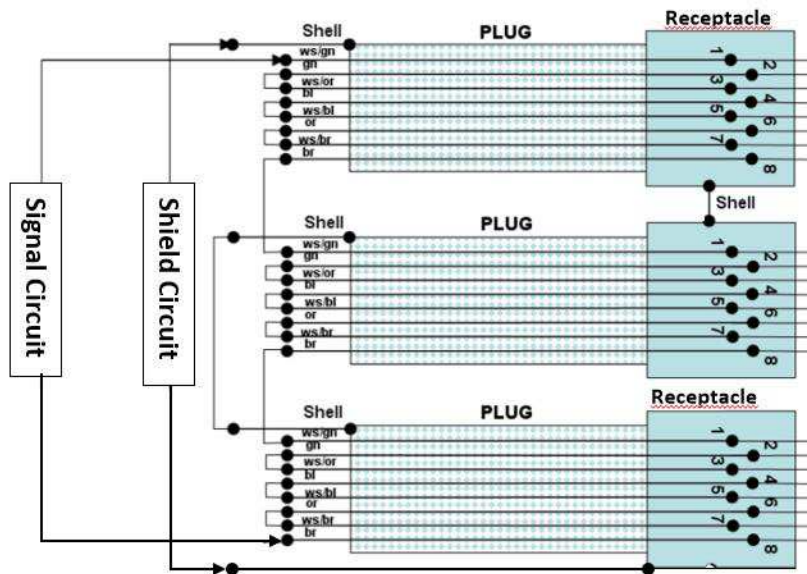 Receptacle
Shell PLUG
ws/gn
gn
ws/or
bl
ws/bl
or
ws/br
br
1
2
3
4
5
6
7
8
Signal Circuit
Shield Circuit
Shell
Shell PLUG
ws/gn
gn
ws/or
bl
ws/bl
or
ws/br
br
1
2
3
4
5
6
7
8
Receptacle
Shell PLUG
ws/gn
gn
ws/or
bl
ws/bl
or
ws/br
br
1
2
3
4
5
6
7
8